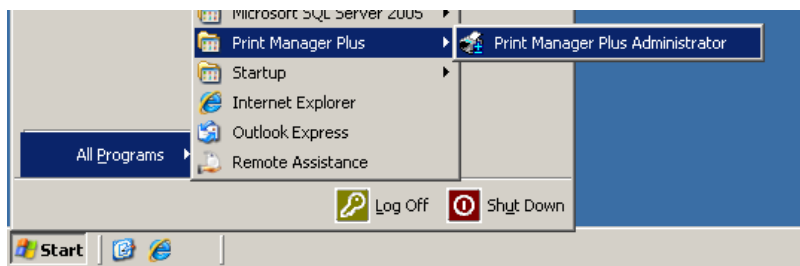 Microsoft SQL Server 2005
Print Manager Plus
Print Manager Plus Administrator
Startup
Internet Explorer
Outlook Express
All Programs
Remote Assistance
Log Off
Shut Down
Start